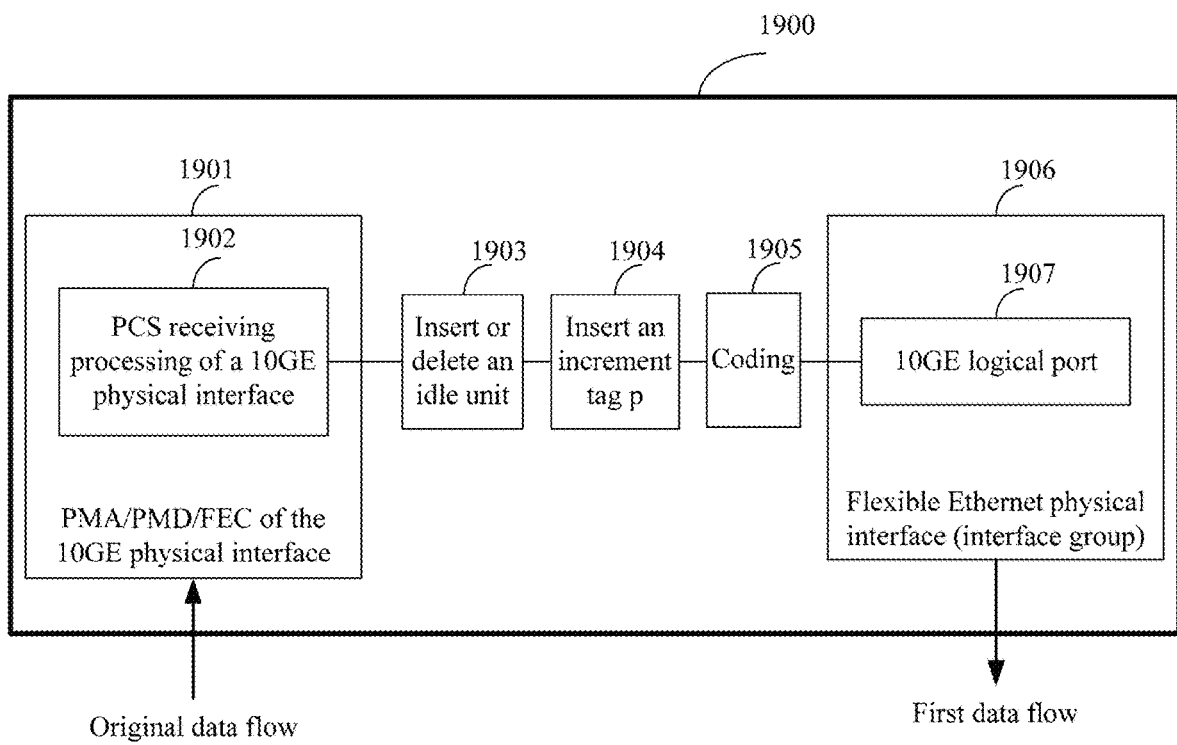 1900
1901
1906
1902
1903
1904
1905
1907
PCS receiving
processing of a 10GE
physical interface
Insert or
delete an
idle unit
Insert an
increment
tag p
Coding
10GE logical port
PMA/PMD/FEC of the
10GE physical interface
Flexible Ethernet physical
interface (interface group)
Original data flow
First data flow